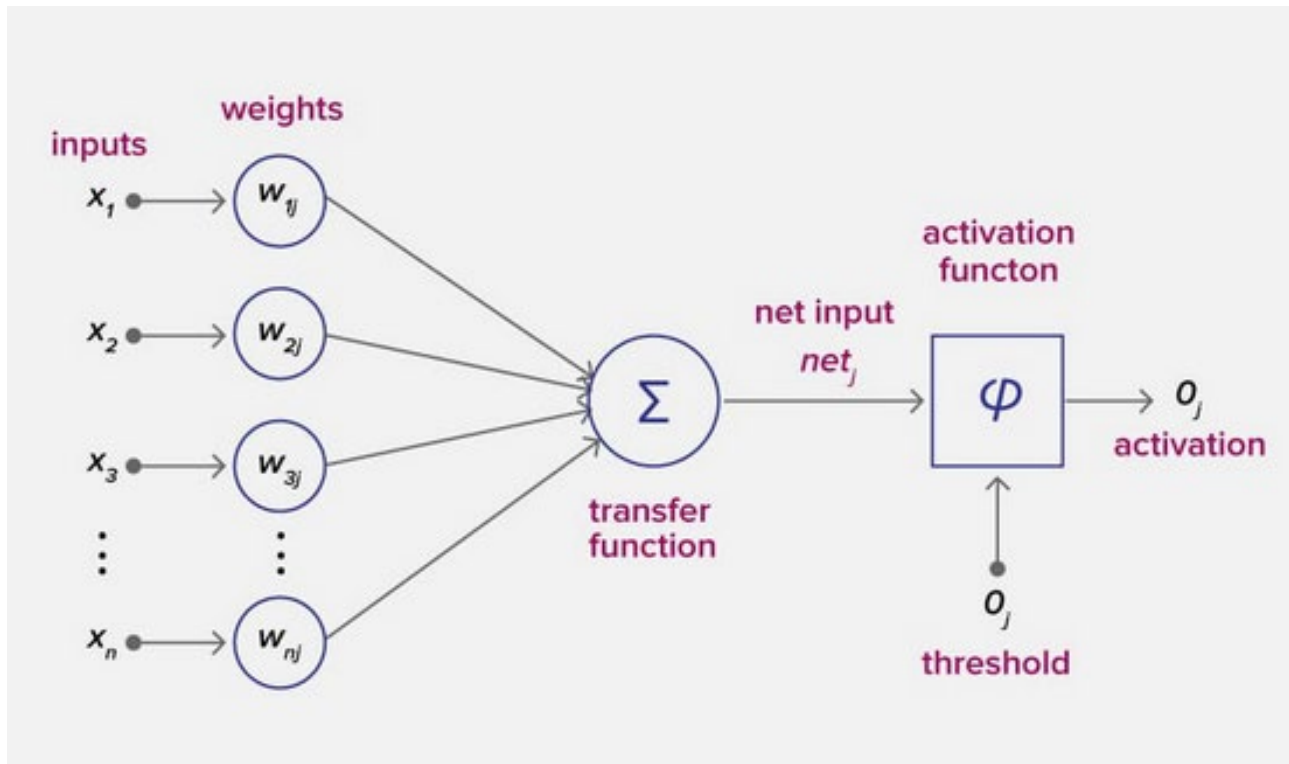 weights
inputs
x₁
w₁ⱼ
x₂
w₂ⱼ
x₃
w₃ⱼ
⋮ ⋮
xₙ
wₙⱼ
Σ
transfer
function
net input
netⱼ
activation
functon
φ
oⱼ
activation
oⱼ
threshold